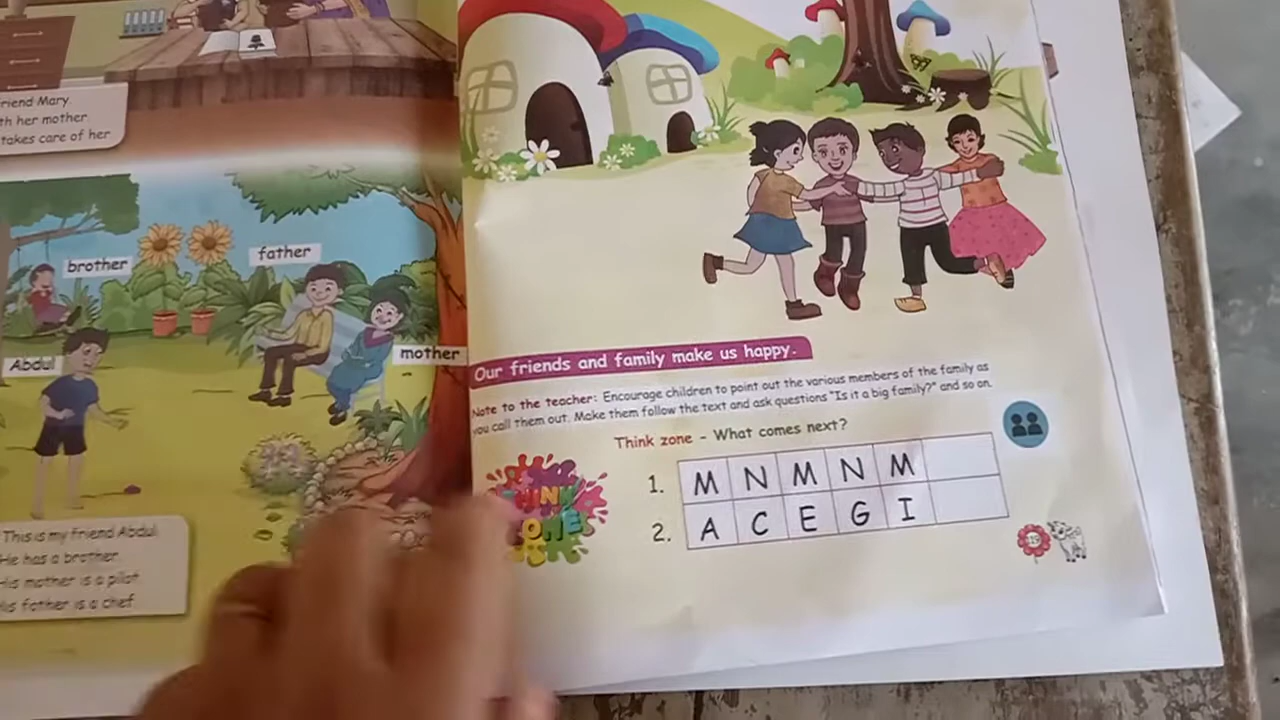 riend Mary.
th her mother.
takes care of her
brother
father
Abdul
mother
This is my friend Abdul.
He has a brother.
His mother is a pilot.
His father is a chef.
Our friends and family make us happy.
Note to the teacher: Encourage children to point out the various members of the family as
you call them out. Make them follow the text and ask questions "Is it a big family?" and so on.
Think zone - What comes next?
THINK
ZONE
1. M N M N M
2. A C E G I